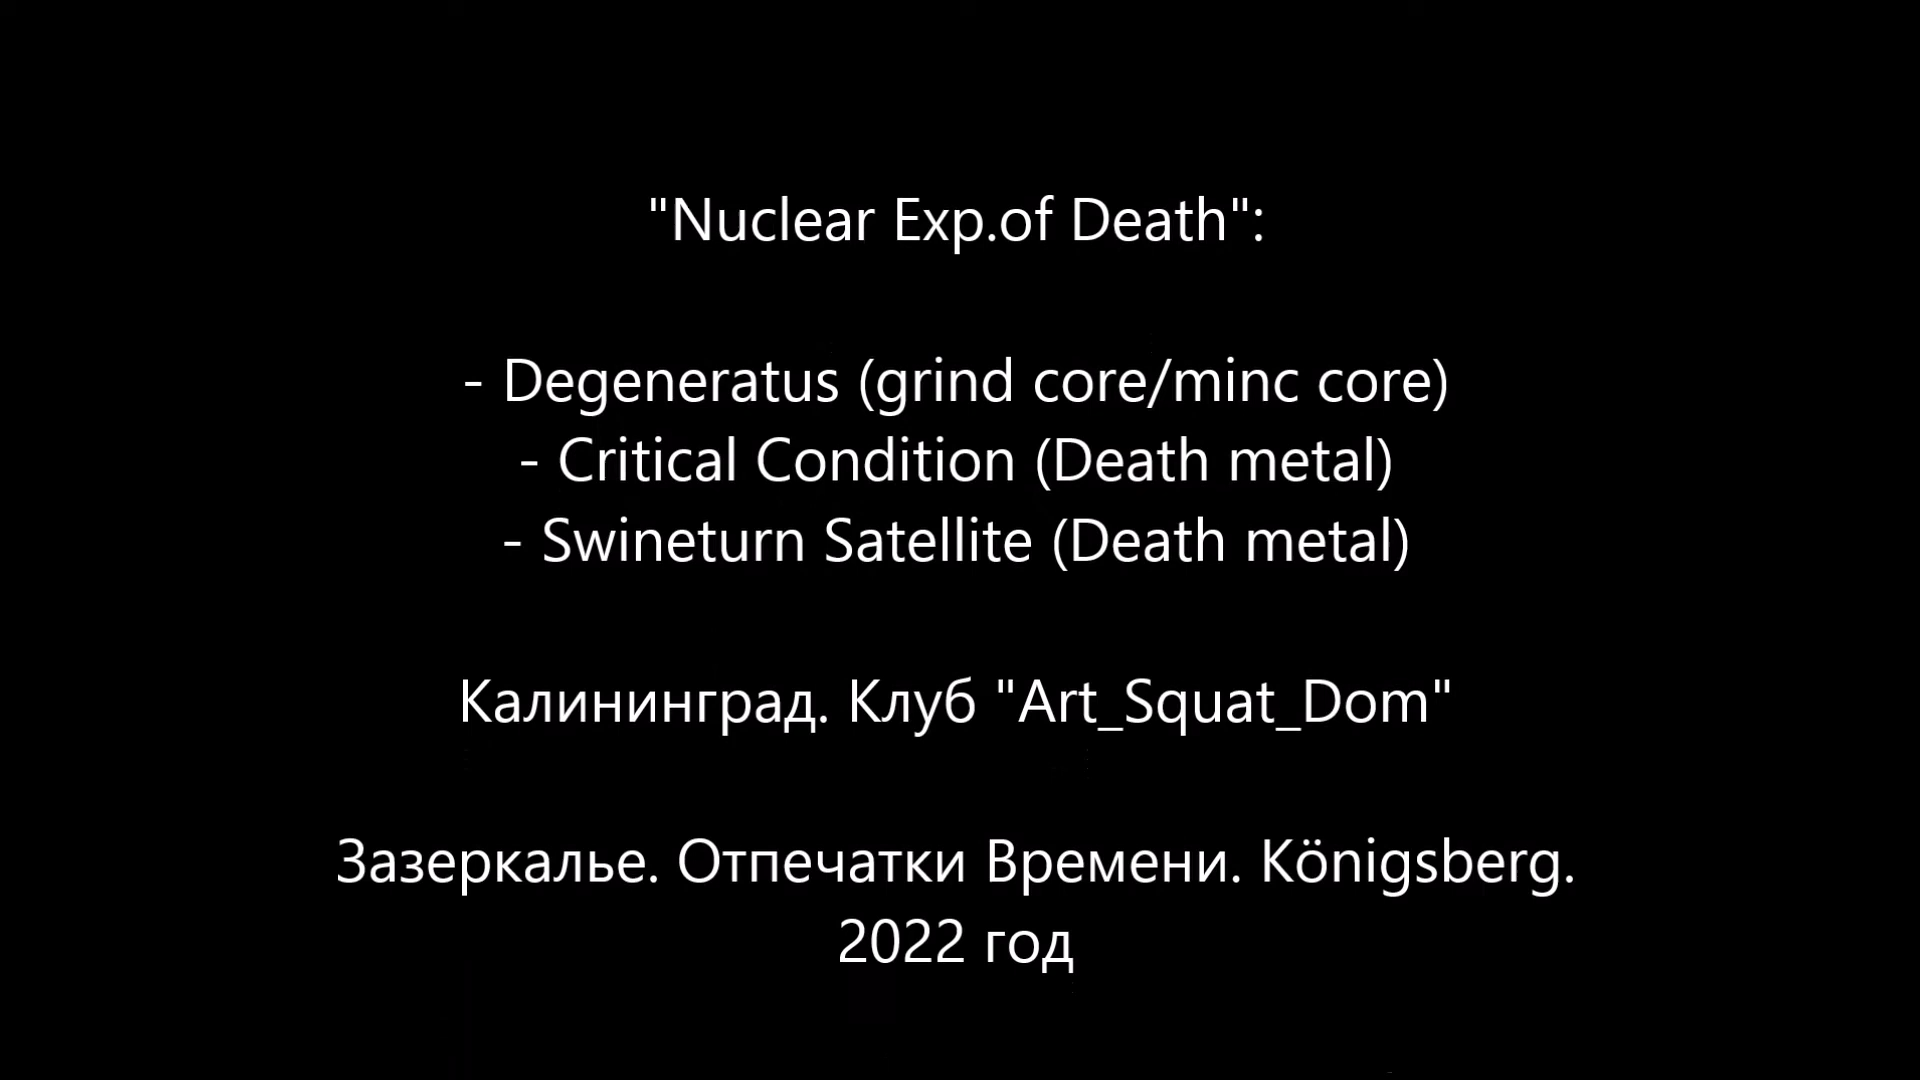 "Nuclear Exp.of Death":
- Degeneratus (grind core/minc core)
- Critical Condition (Death metal)
- Swineturn Satellite (Death metal)
Калининград. Клуб "Art_Squat_Dom"
Зазеркалье. Отпечатки Времени. Königsberg.
2022 год